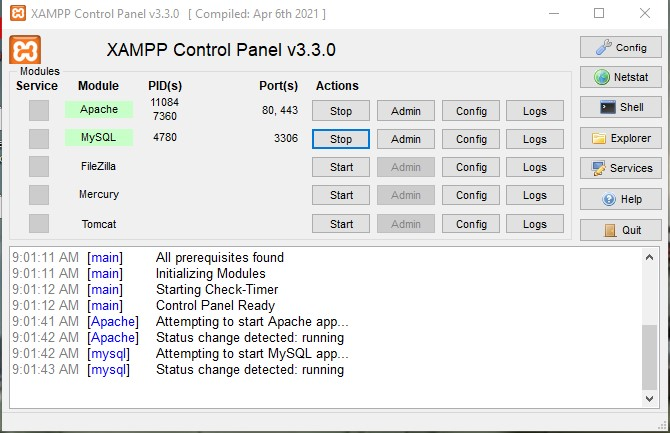 XAMPP Control Panel v3.3.0 [ Compiled: Apr 6th 2021 ]
XAMPP Control Panel v3.3.0
Config
Modules
Service Module PID(s) Port(s) Actions
Netstat
Apache 11084 7360 80, 443 Stop Admin Config Logs
Shell
MySQL 4780 3306 Stop Admin Config Logs
Explorer
FileZilla Start Admin Config Logs
Services
Mercury Start Admin Config Logs
Help
Tomcat Start Admin Config Logs
Quit
9:01:11 AM [main] All prerequisites found
9:01:11 AM [main] Initializing Modules
9:01:12 AM [main] Starting Check-Timer
9:01:12 AM [main] Control Panel Ready
9:01:41 AM [Apache] Attempting to start Apache app...
9:01:42 AM [Apache] Status change detected: running
9:01:42 AM [mysql] Attempting to start MySQL app...
9:01:43 AM [mysql] Status change detected: running